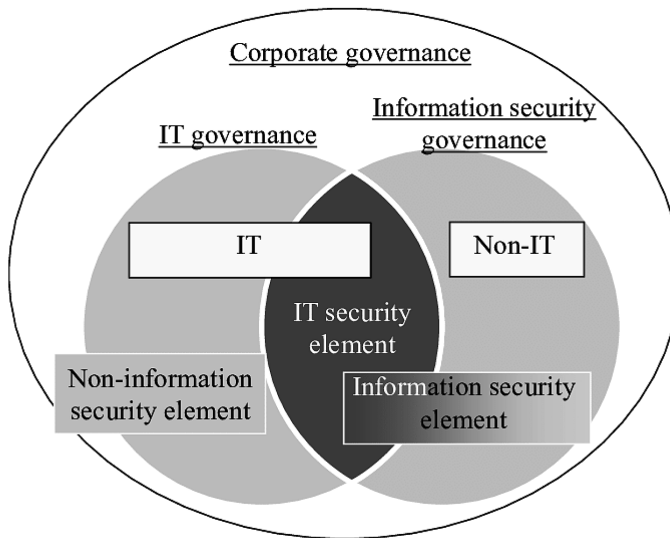 Corporate governance
Information security
governance
IT governance
IT
Non-IT
IT security
element
Non-information
security element
Information security
element